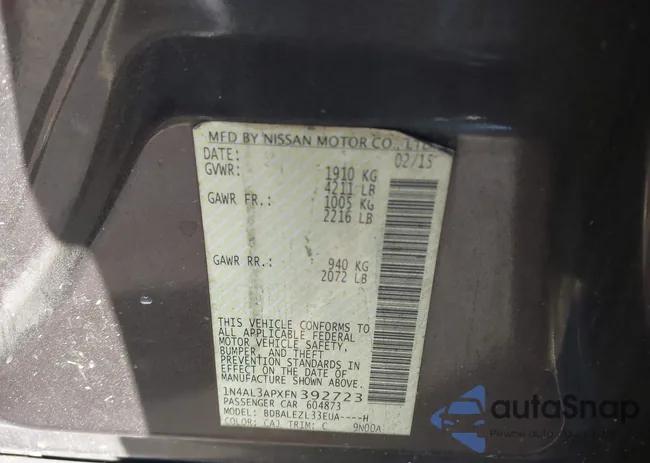 MFD BY NISSAN MOTOR CO., LTD
DATE: 02/15
GVWR: 1910 KG
4211 LB
GAWR FR.: 1005 KG
2216 LB
GAWR RR.: 940 KG
2072 LB
THIS VEHICLE CONFORMS TO
ALL APPLICABLE FEDERAL
MOTOR VEHICLE SAFETY,
BUMPER, AND THEFT
PREVENTION STANDARDS IN
EFFECT ON THE DATE OF
MANUFACTURE SHOWN ABOVE.
1N4AL3APXFN392723
PASSENGER CAR 604873
MODEL: BDBALEZL33EUA----H
COLOR: CAJ TRIM: C 9N00A
autoSnap
Pewne auto z